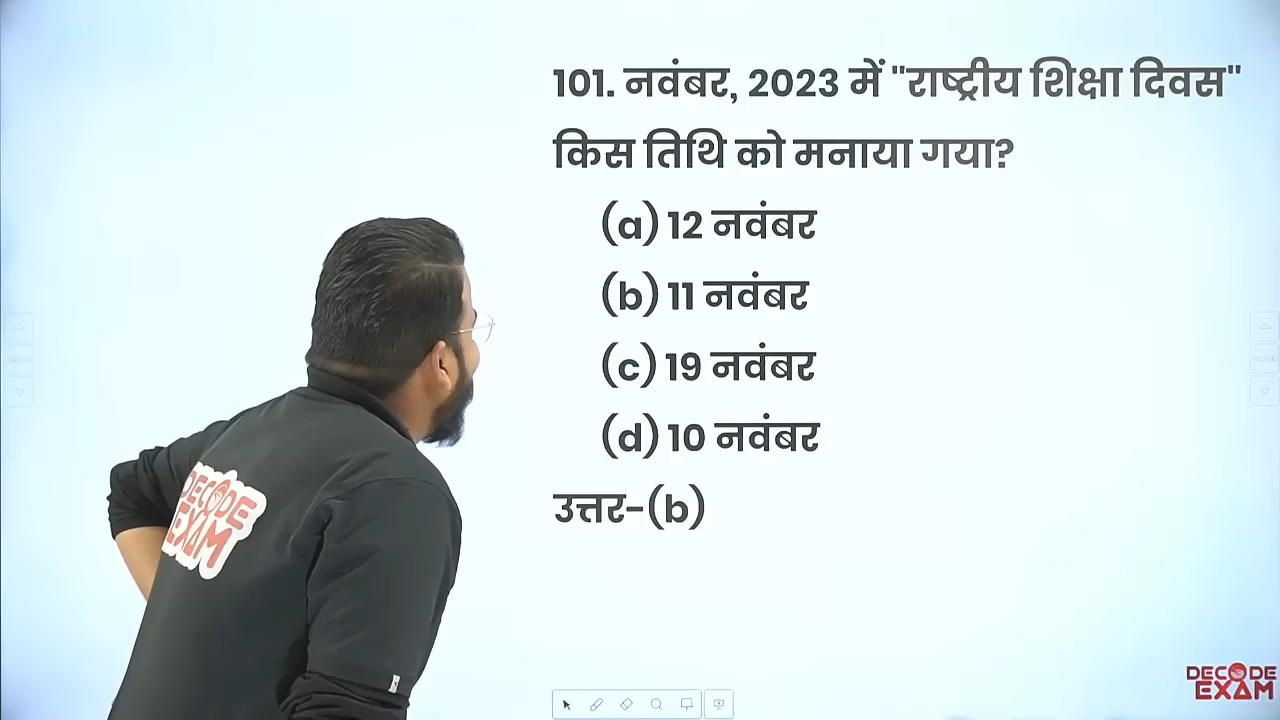 101. नवंबर, 2023 में "राष्ट्रीय शिक्षा दिवस"
किस तिथि को मनाया गया?
(a) 12 नवंबर
(b) 11 नवंबर
(c) 19 नवंबर
(d) 10 नवंबर
उत्तर-(b)
DECODE
EXAM
DECODE
EXAM